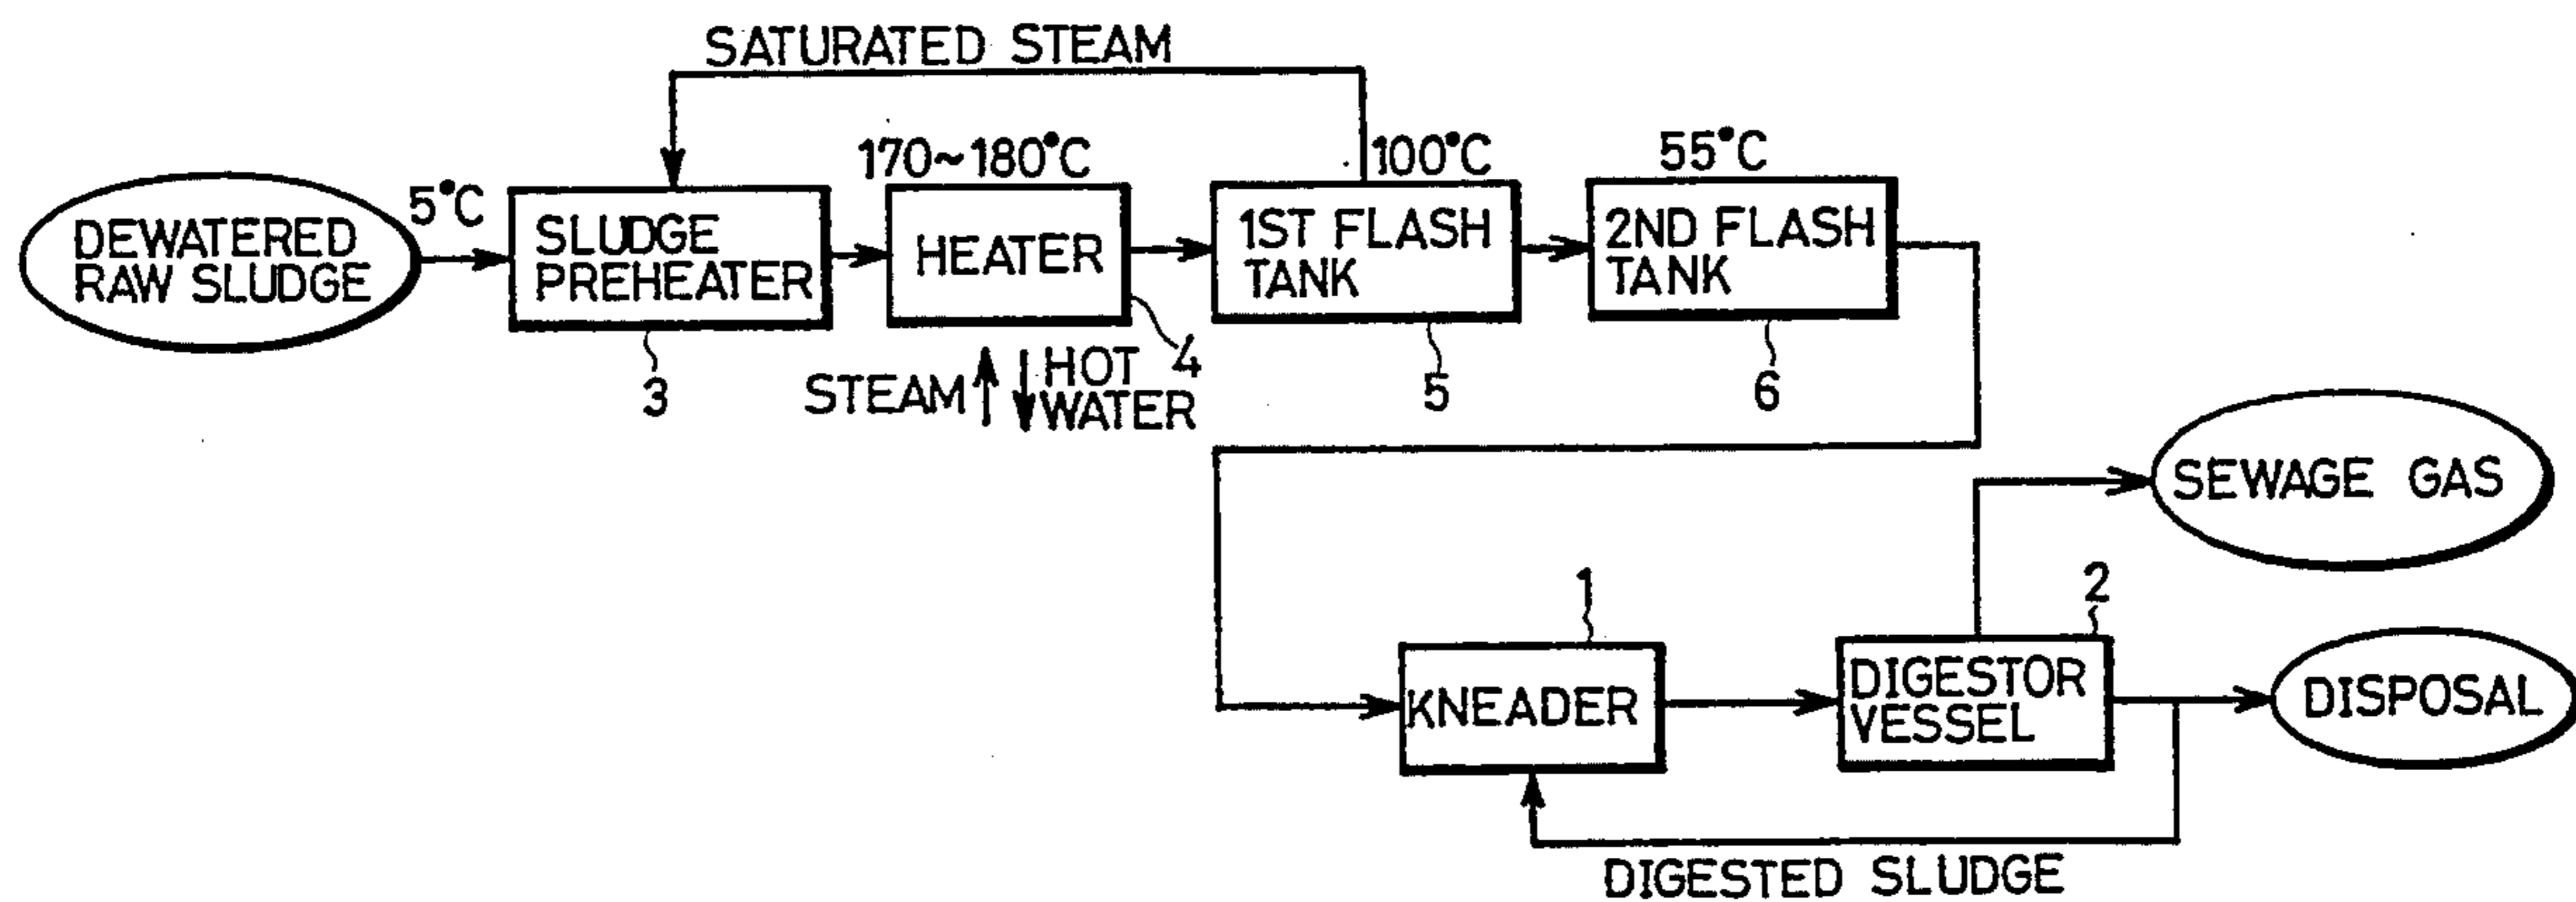 SATURATED STEAM
DEWATERED
RAW SLUDGE
5°C
SLUDGE
PREHEATER
3
170~180°C
HEATER
4
STEAM
HOT
WATER
100°C
1ST FLASH
TANK
5
55°C
2ND FLASH
TANK
6
SEWAGE GAS
1
KNEADER
2
DIGESTOR
VESSEL
DISPOSAL
DIGESTED SLUDGE